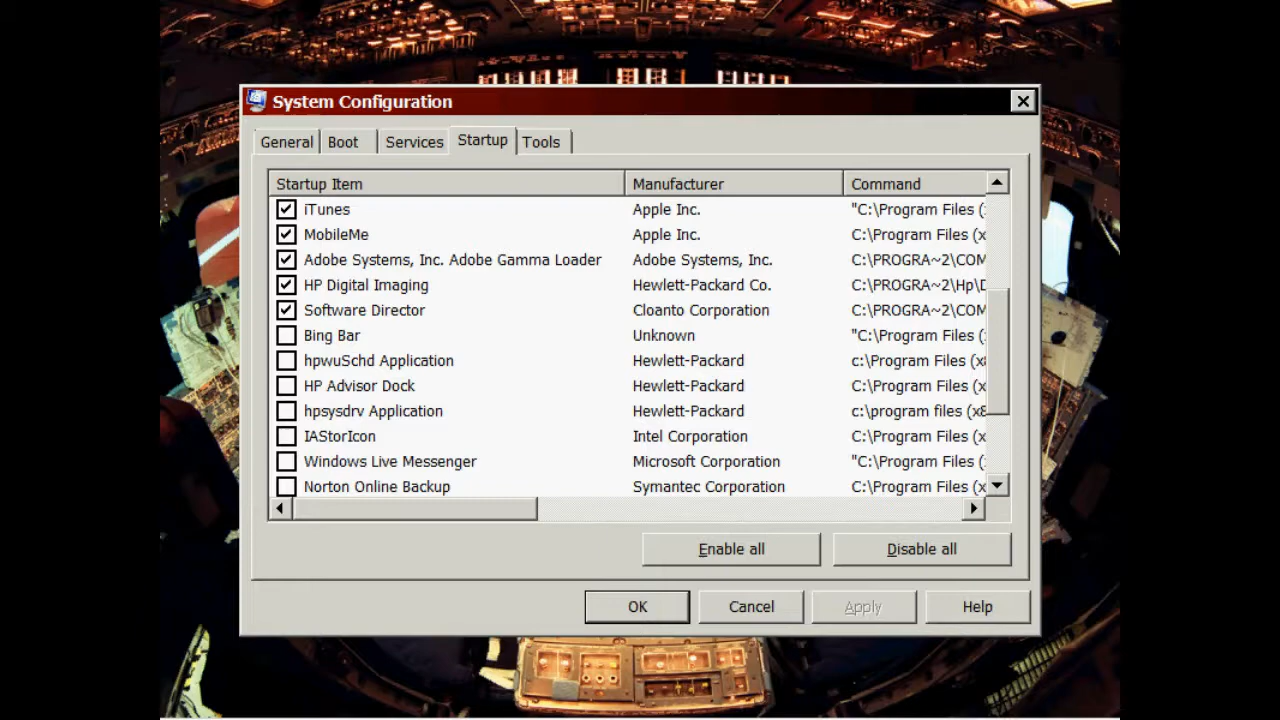 System Configuration
General Boot Services Startup Tools
Startup Item Manufacturer Command
iTunes Apple Inc. "C:\Program Files (
MobileMe Apple Inc. C:\Program Files (x
Adobe Systems, Inc. Adobe Gamma Loader Adobe Systems, Inc. C:\PROGRA~2\COM
HP Digital Imaging Hewlett-Packard Co. C:\PROGRA~2\Hp\D
Software Director Cloanto Corporation C:\PROGRA~2\COM
Bing Bar Unknown "C:\Program Files (
hpwuSchd Application Hewlett-Packard c:\Program Files (x8
HP Advisor Dock Hewlett-Packard C:\Program Files (x
hpsysdrv Application Hewlett-Packard c:\program files (x8
IAStorIcon Intel Corporation C:\Program Files (x
Windows Live Messenger Microsoft Corporation "C:\Program Files (
Norton Online Backup Symantec Corporation C:\Program Files (x
Enable all Disable all
OK Cancel Apply Help